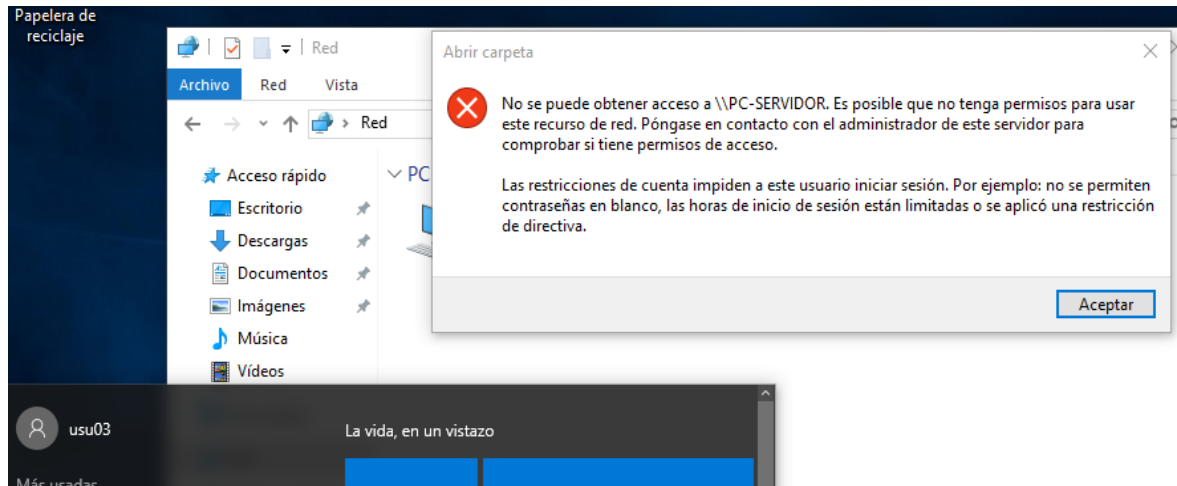 Papelera de
reciclaje
Red
Archivo Red Vista
Red
Acceso rápido
Escritorio
Descargas
Documentos
Imágenes
Música
Vídeos
PC
Abrir carpeta
No se puede obtener acceso a \\PC-SERVIDOR. Es posible que no tenga permisos para usar
este recurso de red. Póngase en contacto con el administrador de este servidor para
comprobar si tiene permisos de acceso.
Las restricciones de cuenta impiden a este usuario iniciar sesión. Por ejemplo: no se permiten
contraseñas en blanco, las horas de inicio de sesión están limitadas o se aplicó una restricción
de directiva.
Aceptar
usu03
La vida, en un vistazo
Más usadas